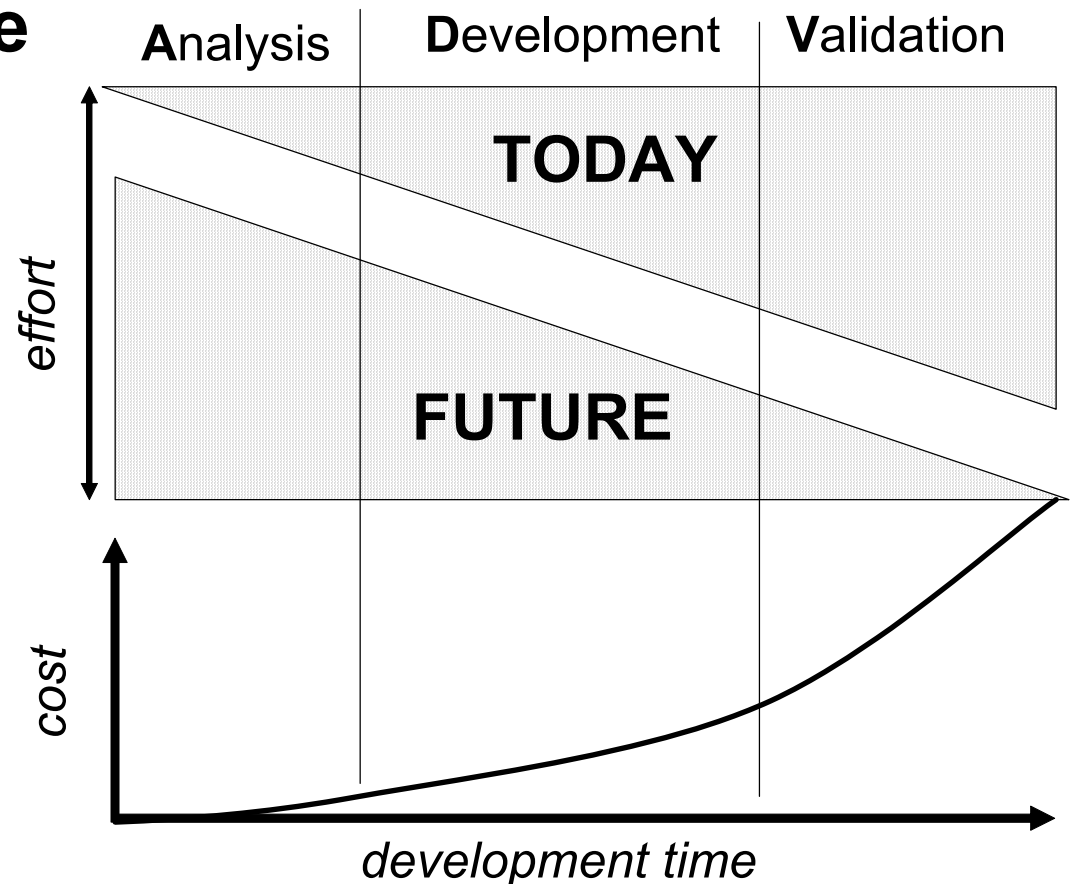 e
Analysis
Development
Validation
TODAY
effort
FUTURE
cost
development time